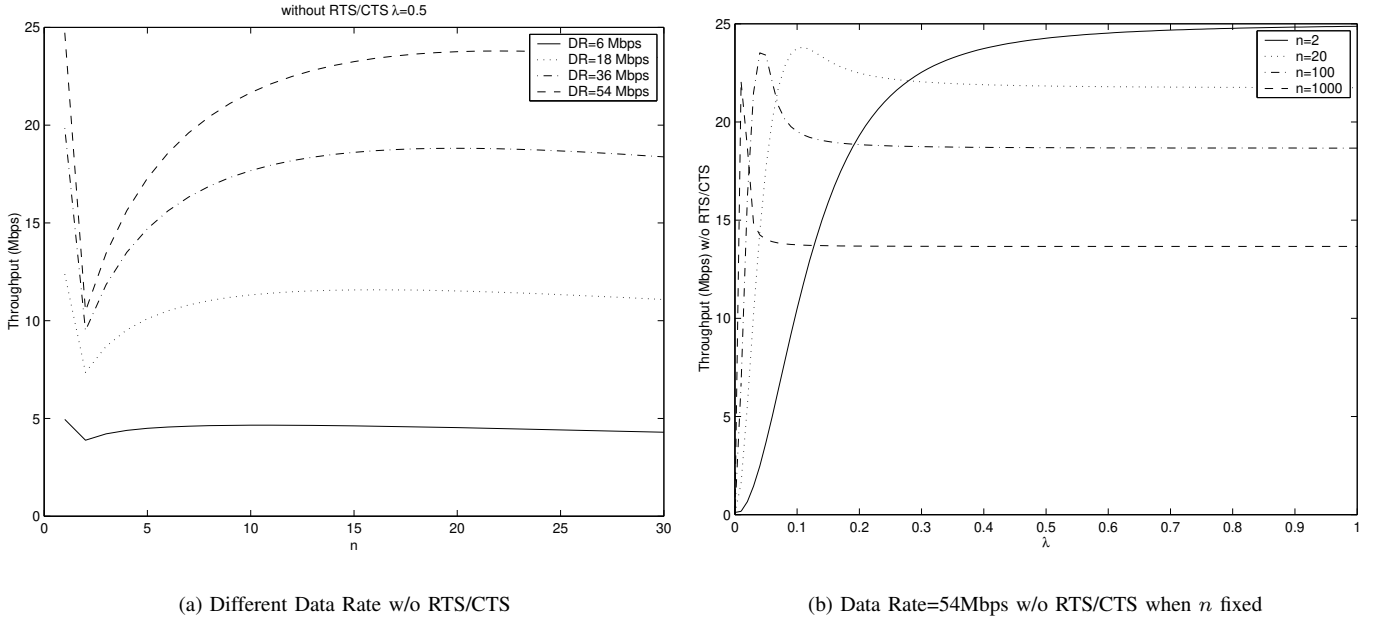 without RTS/CTS λ=0.5
25
20
15
10
5
0
Throughput (Mbps)
DR=6 Mbps
DR=18 Mbps
DR=36 Mbps
DR=54 Mbps
0 5 10 15 20 25 30
n
(a) Different Data Rate w/o RTS/CTS
25
20
15
10
5
0
Throughput (Mbps) w/o RTS/CTS
n=2
n=20
n=100
n=1000
0 0.1 0.2 0.3 0.4 0.5 0.6 0.7 0.8 0.9 1
λ
(b) Data Rate=54Mbps w/o RTS/CTS when n fixed